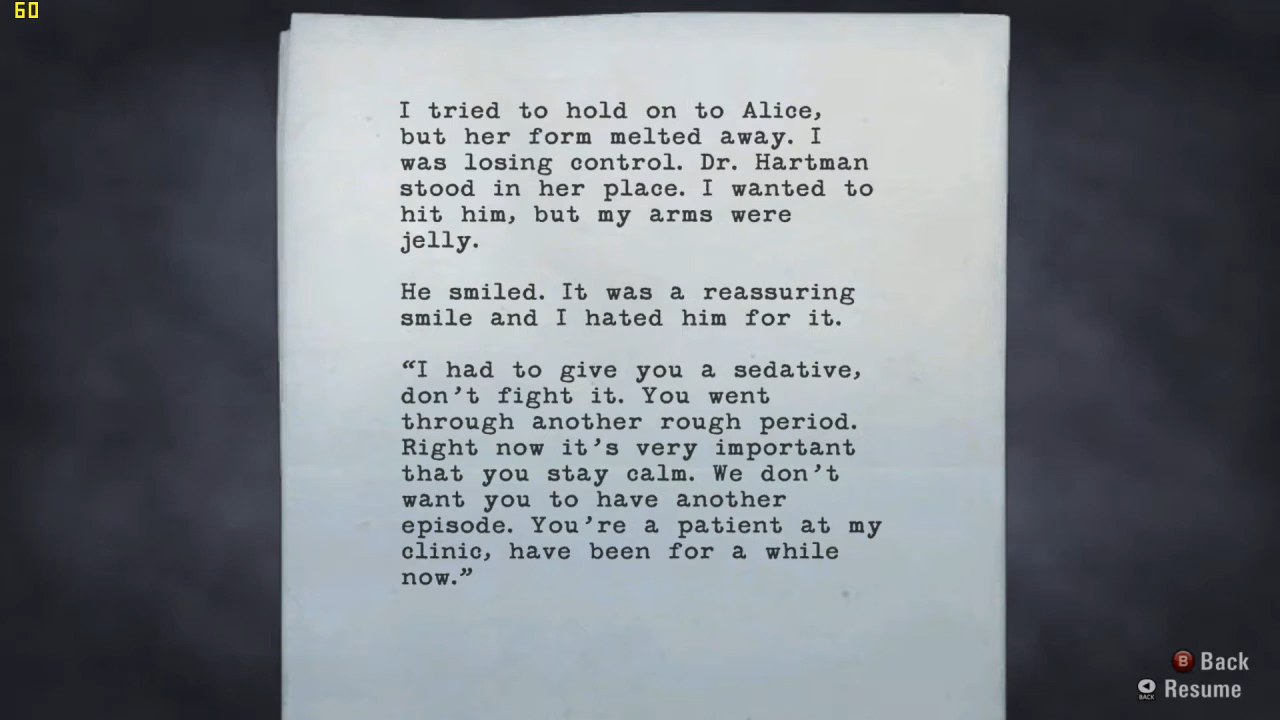 60
I tried to hold on to Alice,
but her form melted away. I
was losing control. Dr. Hartman
stood in her place. I wanted to
hit him, but my arms were
jelly.
He smiled. It was a reassuring
smile and I hated him for it.
“I had to give you a sedative,
don’t fight it. You went
through another rough period.
Right now it’s very important
that you stay calm. We don’t
want you to have another
episode. You’re a patient at my
clinic, have been for a while
now.”
B Back
BACK Resume